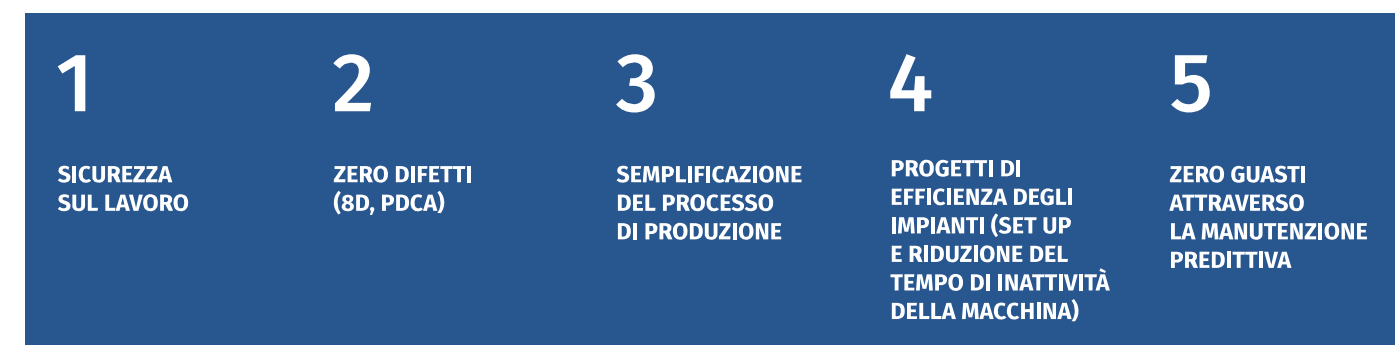 1
SICUREZZA
SUL LAVORO
2
ZERO DIFETTI
(8D, PDCA)
3
SEMPLIFICAZIONE
DEL PROCESSO
DI PRODUZIONE
4
PROGETTI DI
EFFICIENZA DEGLI
IMPIANTI (SET UP
E RIDUZIONE DEL
TEMPO DI INATTIVITÀ
DELLA MACCHINA)
5
ZERO GUASTI
ATTRAVERSO
LA MANUTENZIONE
PREDITTIVA